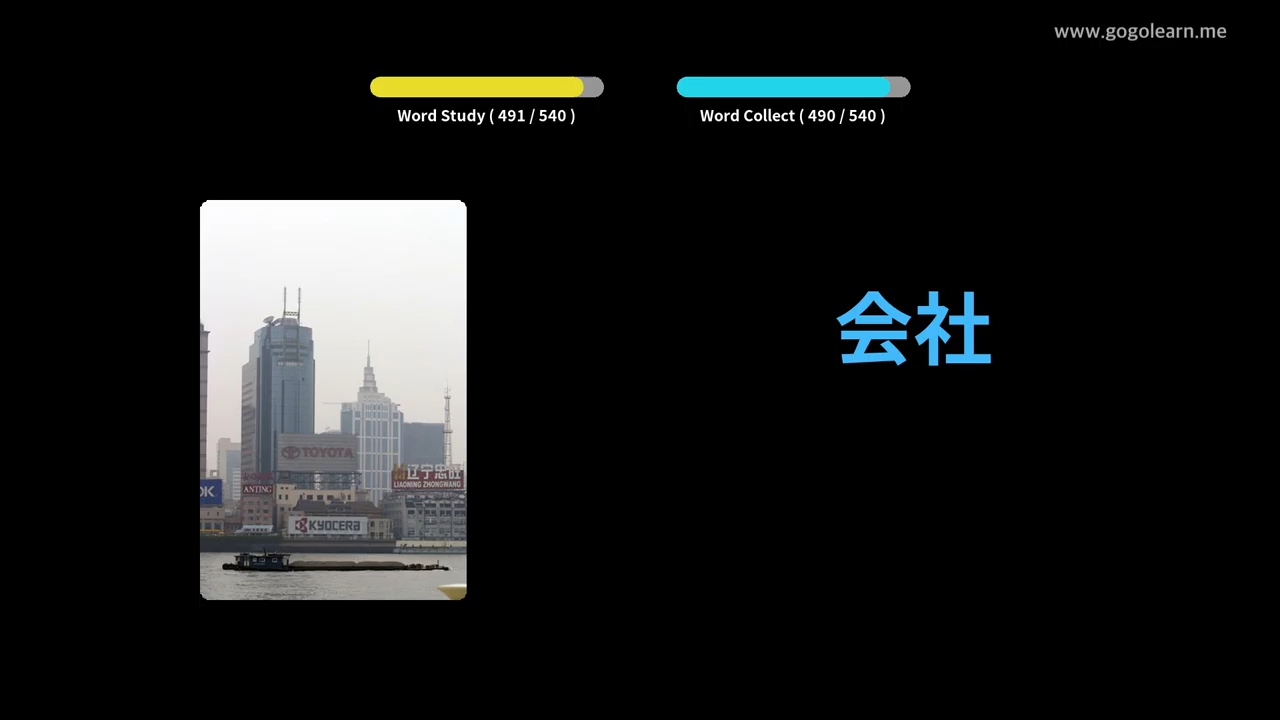 www.gogolearn.me
Word Study ( 491 / 540 )
Word Collect ( 490 / 540 )
会社
TOYOTA
辽宁忠旺
LIAONING ZHONGWANG
OK
ANTING
KYOCERA